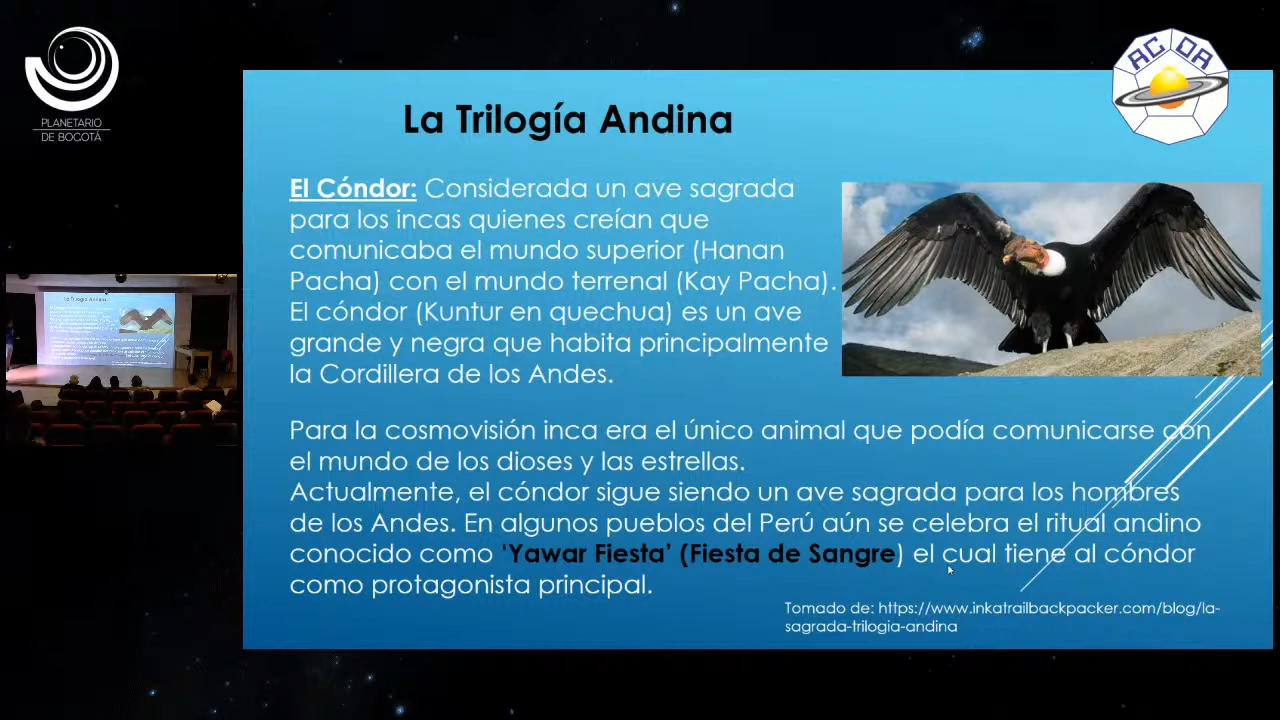 PLANETARIO
DE BOGOTÁ
ACDA
La Trilogía Andina
El Cóndor: Considerada un ave sagrada
para los incas quienes creían que
comunicaba el mundo superior (Hanan
Pacha) con el mundo terrenal (Kay Pacha).
El cóndor (Kuntur en quechua) es un ave
grande y negra que habita principalmente
la Cordillera de los Andes.
Para la cosmovisión inca era el único animal que podía comunicarse con
el mundo de los dioses y las estrellas.
Actualmente, el cóndor sigue siendo un ave sagrada para los hombres
de los Andes. En algunos pueblos del Perú aún se celebra el ritual andino
conocido como ‘Yawar Fiesta’ (Fiesta de Sangre) el cual tiene al cóndor
como protagonista principal.
Tomado de: https://www.inkatrailbackpacker.com/blog/la-
sagrada-trilogia-andina
La Trilogía Andina